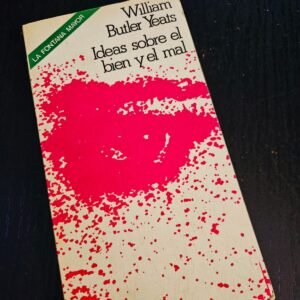 LA FONTANA MAYOR
William
Butler Yeats
Ideas sobre el
bien y el mal